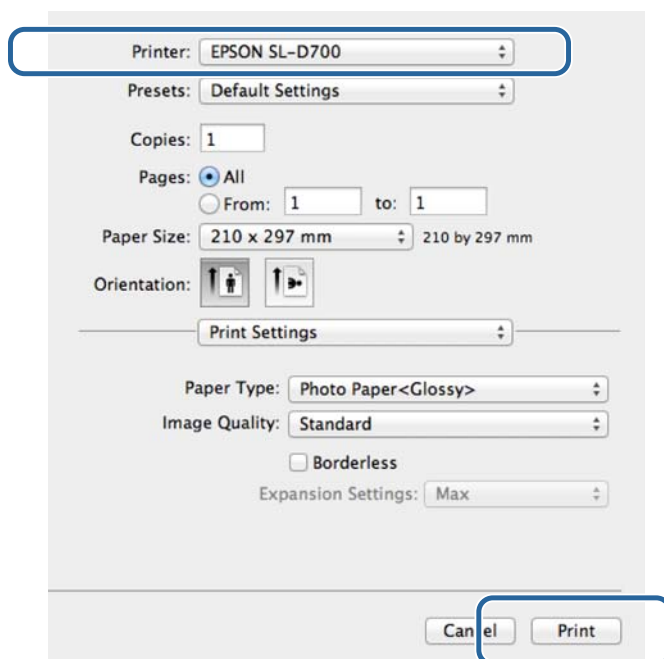 Printer: EPSON SL-D700
Presets: Default Settings
Copies: 1
Pages: All
From: 1 to: 1
Paper Size: 210 x 297 mm 210 by 297 mm
Orientation:
Print Settings
Paper Type: Photo Paper<Glossy>
Image Quality: Standard
Borderless
Expansion Settings: Max
Cancel Print